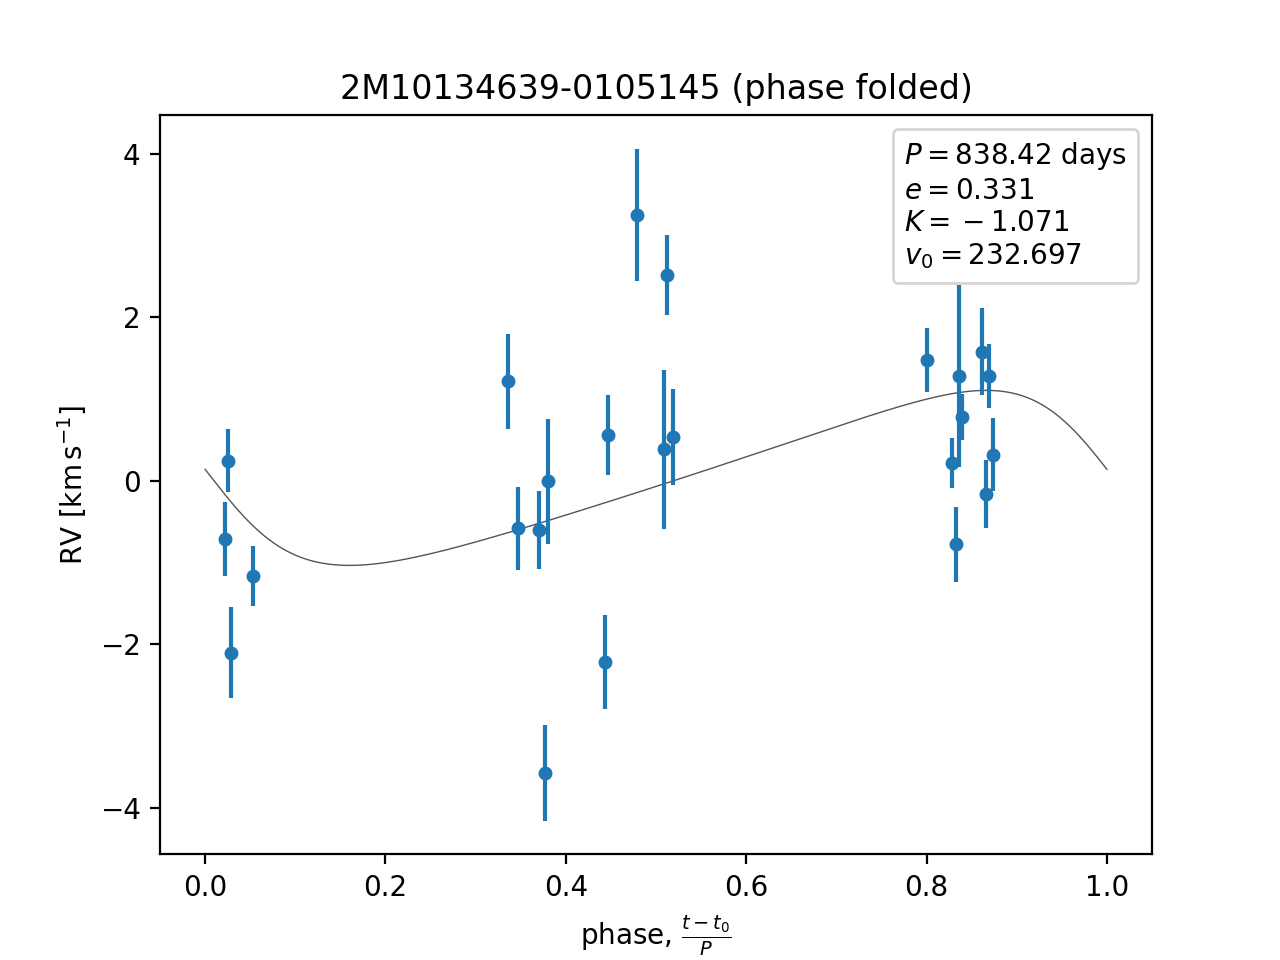 2M10134639-0105145 (phase folded)
P = 838.42 days
e = 0.331
K = −1.071
v₀ = 232.697
4
2
0
−2
−4
RV [km s⁻¹]
0.0 0.2 0.4 0.6 0.8 1.0
phase, (t − t₀)/P